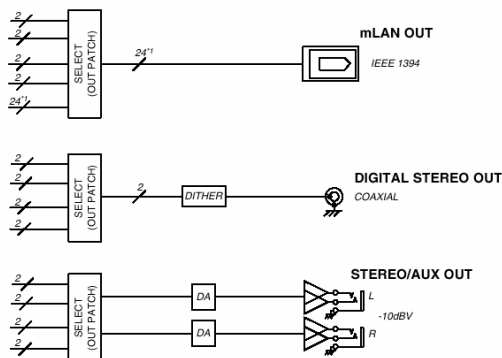 2
2
2
2
24*1
SELECT
(OUT PATCH)
24*1
mLAN OUT
IEEE 1394
2
2
2
2
SELECT
(OUT PATCH)
2
DITHER
DIGITAL STEREO OUT
COAXIAL
2
2
2
2
SELECT
(OUT PATCH)
DA
DA
STEREO/AUX OUT
L
-10dBV
R